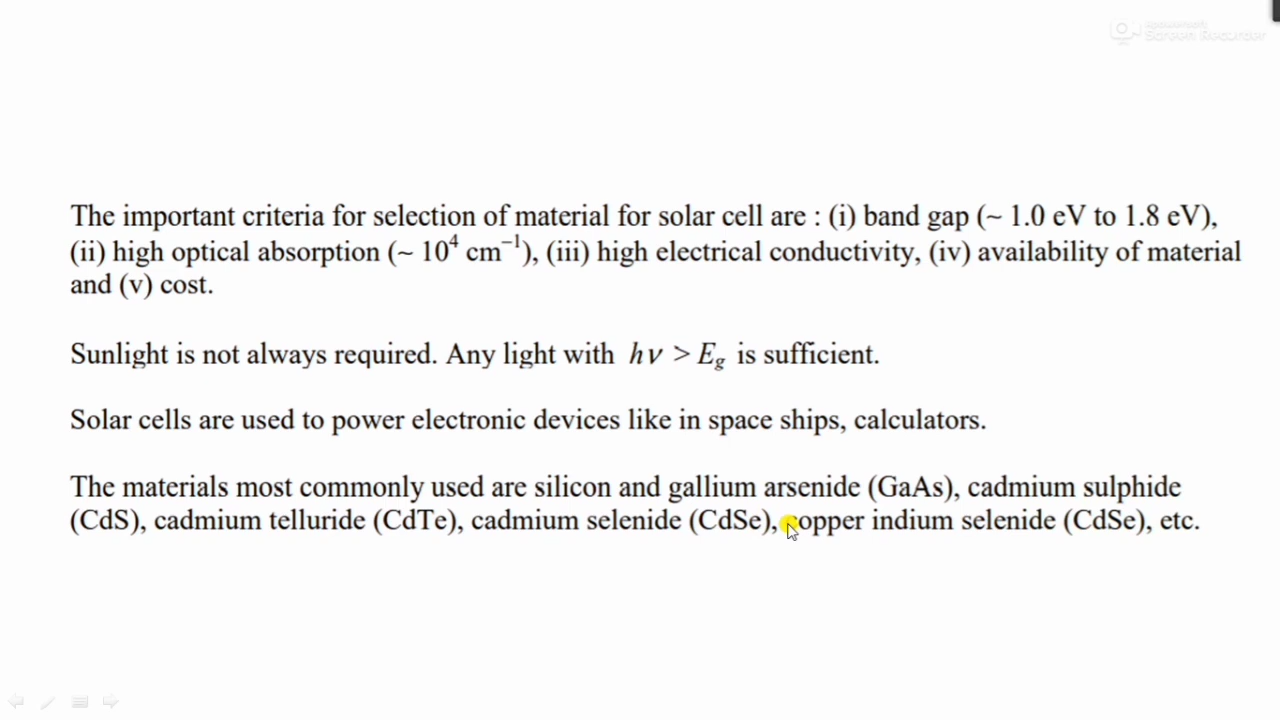 Apowersoft
Screen Recorder
The important criteria for selection of material for solar cell are : (i) band gap (~ 1.0 eV to 1.8 eV),
(ii) high optical absorption (~ 10⁴ cm⁻¹), (iii) high electrical conductivity, (iv) availability of material
and (v) cost.
Sunlight is not always required. Any light with hν > E_g is sufficient.
Solar cells are used to power electronic devices like in space ships, calculators.
The materials most commonly used are silicon and gallium arsenide (GaAs), cadmium sulphide
(CdS), cadmium telluride (CdTe), cadmium selenide (CdSe), copper indium selenide (CdSe), etc.